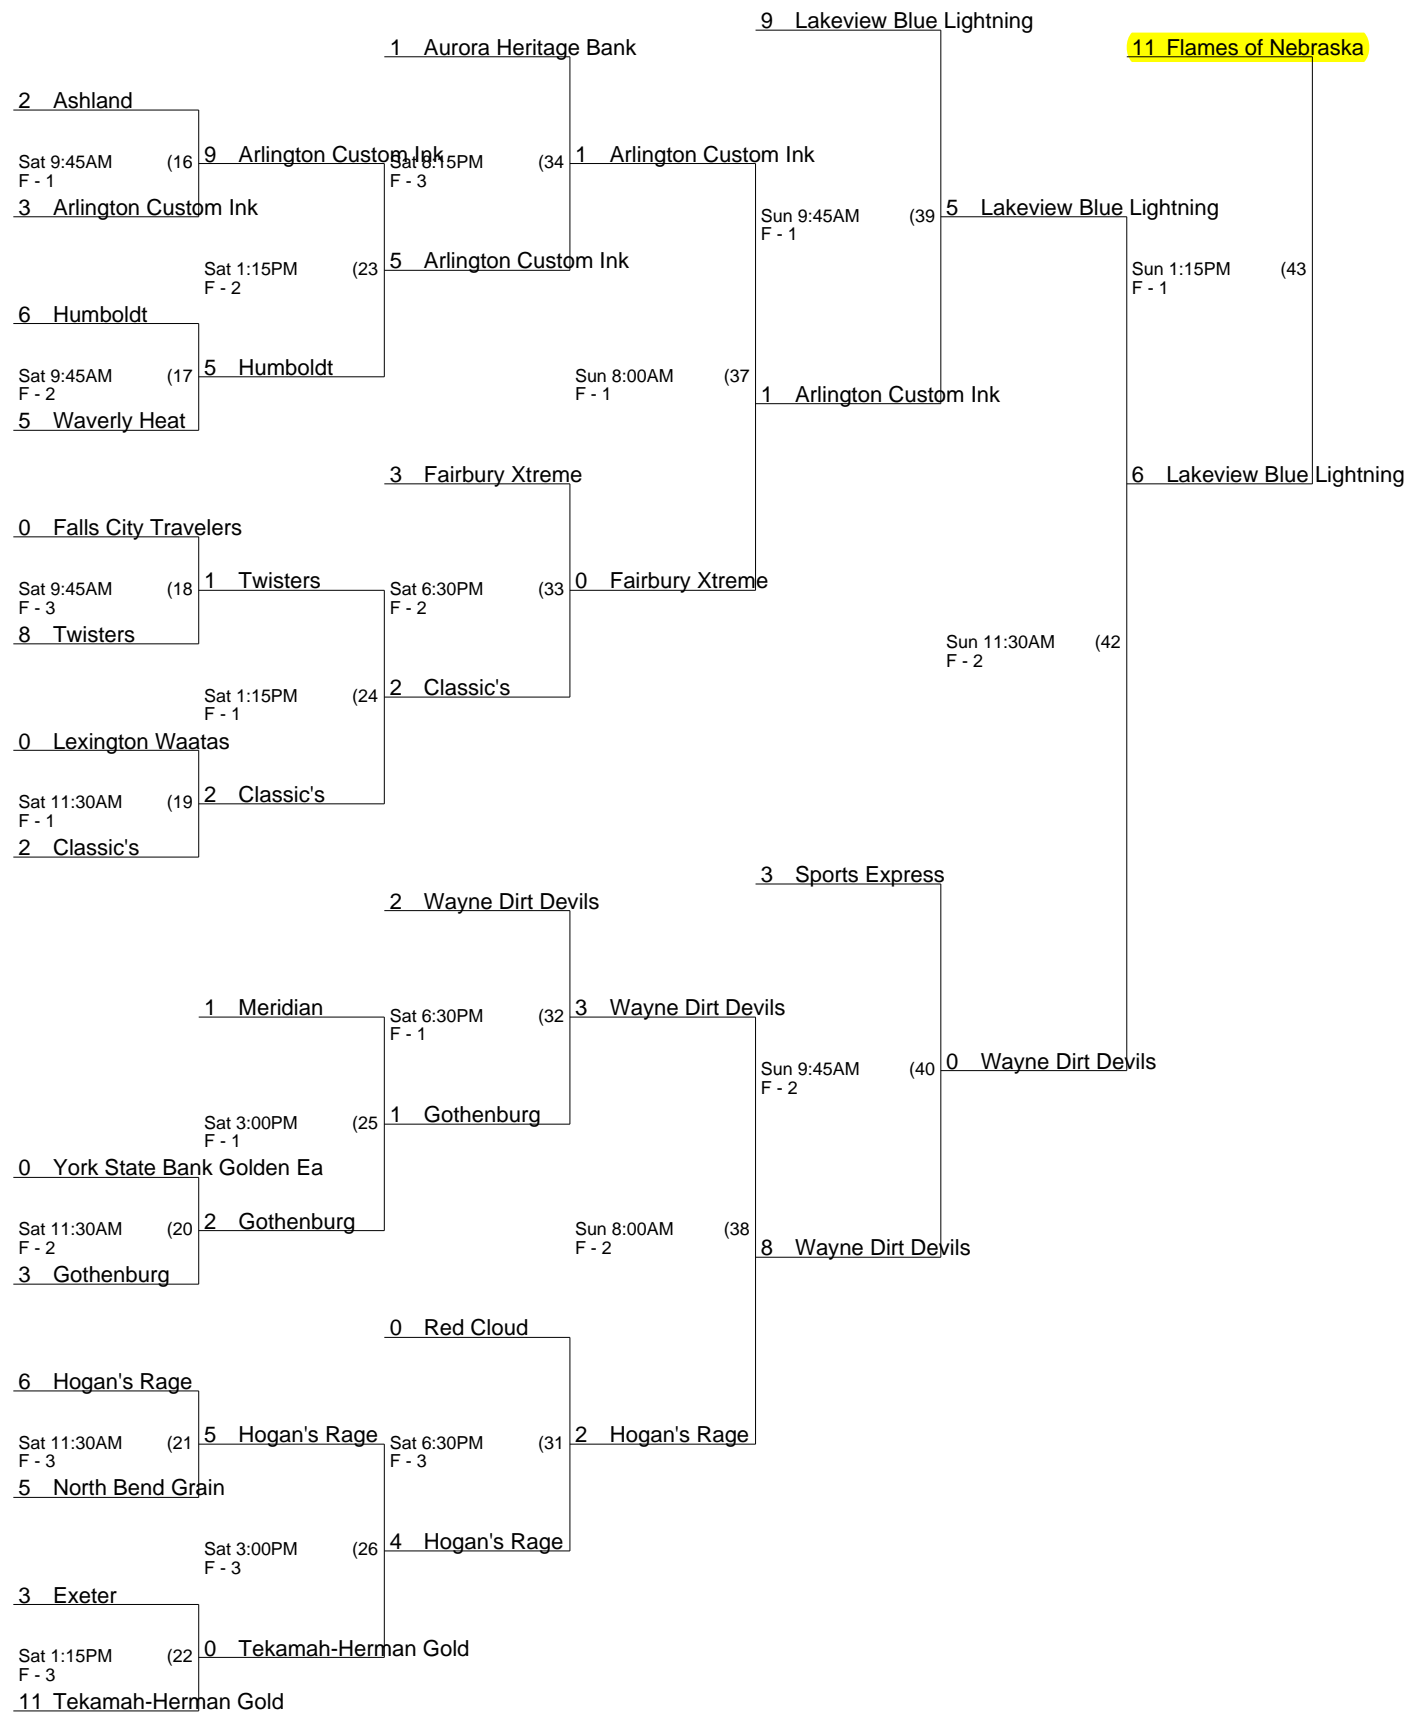 9 Lakeview Blue Lightning
1 Aurora Heritage Bank
11 Flames of Nebraska
2 Ashland
9 Arlington Custom Ink
Sat 9:45AM (16
F - 1
Sat 8:15PM (34
F - 3
1 Arlington Custom Ink
3 Arlington Custom Ink
Sun 9:45AM (39
F - 1
5 Lakeview Blue Lightning
Sat 1:15PM (23
F - 2
5 Arlington Custom Ink
Sun 1:15PM (43
F - 1
6 Humboldt
Sat 9:45AM (17
F - 2
5 Humboldt
Sun 8:00AM (37
F - 1
1 Arlington Custom Ink
5 Waverly Heat
3 Fairbury Xtreme
6 Lakeview Blue Lightning
0 Falls City Travelers
Sat 9:45AM (18
F - 3
1 Twisters
Sat 6:30PM (33
F - 2
0 Fairbury Xtreme
8 Twisters
Sun 11:30AM (42
F - 2
Sat 1:15PM (24
F - 1
2 Classic's
0 Lexington Waatas
Sat 11:30AM (19
F - 1
2 Classic's
2 Classic's
3 Sports Express
2 Wayne Dirt Devils
1 Meridian
Sat 6:30PM (32
F - 1
3 Wayne Dirt Devils
Sun 9:45AM (40
F - 2
0 Wayne Dirt Devils
Sat 3:00PM (25
F - 1
1 Gothenburg
0 York State Bank Golden Ea
Sat 11:30AM (20
F - 2
2 Gothenburg
Sun 8:00AM (38
F - 2
8 Wayne Dirt Devils
3 Gothenburg
0 Red Cloud
6 Hogan's Rage
Sat 11:30AM (21
F - 3
5 Hogan's Rage
Sat 6:30PM (31
F - 3
2 Hogan's Rage
5 North Bend Grain
Sat 3:00PM (26
F - 3
4 Hogan's Rage
3 Exeter
Sat 1:15PM (22
F - 3
0 Tekamah-Herman Gold
11 Tekamah-Herman Gold